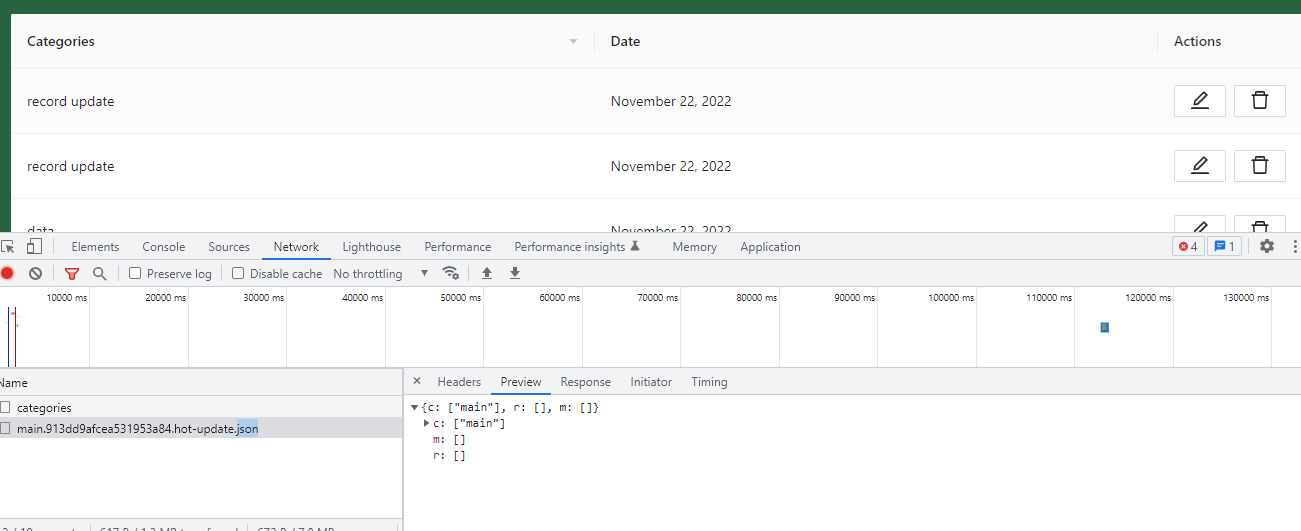 Categories Date Actions
record update November 22, 2022
record update November 22, 2022
data November 22, 2022
Elements Console Sources Network Lighthouse Performance Performance insights Memory Application 4 1
Preserve log Disable cache No throttling
10000 ms 20000 ms 30000 ms 40000 ms 50000 ms 60000 ms 70000 ms 80000 ms 90000 ms 100000 ms 110000 ms 120000 ms 130000 ms
Name
Headers Preview Response Initiator Timing
categories
main.913dd9afcea531953a84.hot-update.json
{c: ["main"], r: [], m: []}
c: ["main"]
m: []
r: []